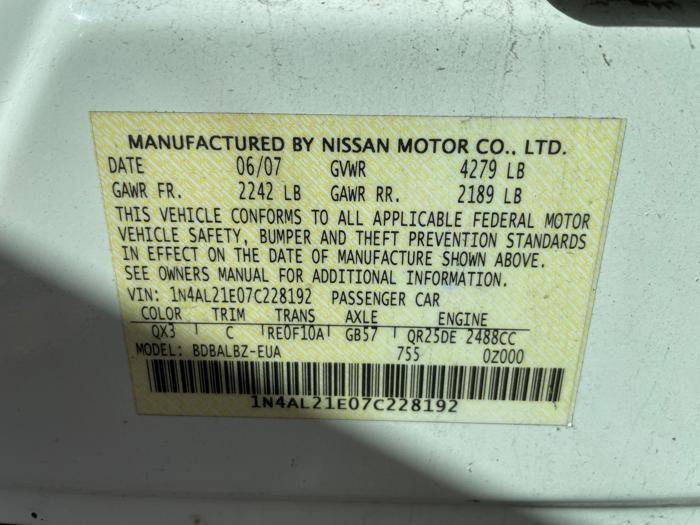 MANUFACTURED BY NISSAN MOTOR CO., LTD.
DATE 06/07 GVWR 4279 LB
GAWR FR. 2242 LB GAWR RR. 2189 LB
THIS VEHICLE CONFORMS TO ALL APPLICABLE FEDERAL MOTOR
VEHICLE SAFETY, BUMPER AND THEFT PREVENTION STANDARDS
IN EFFECT ON THE DATE OF MANUFACTURE SHOWN ABOVE.
SEE OWNERS MANUAL FOR ADDITIONAL INFORMATION.
VIN: 1N4AL21E07C228192 PASSENGER CAR
COLOR TRIM TRANS AXLE ENGINE
QX3 C RE0F10A GB57 QR25DE 2488CC
MODEL: BDBALBZ-EUA 755 0Z000
1N4AL21E07C228192